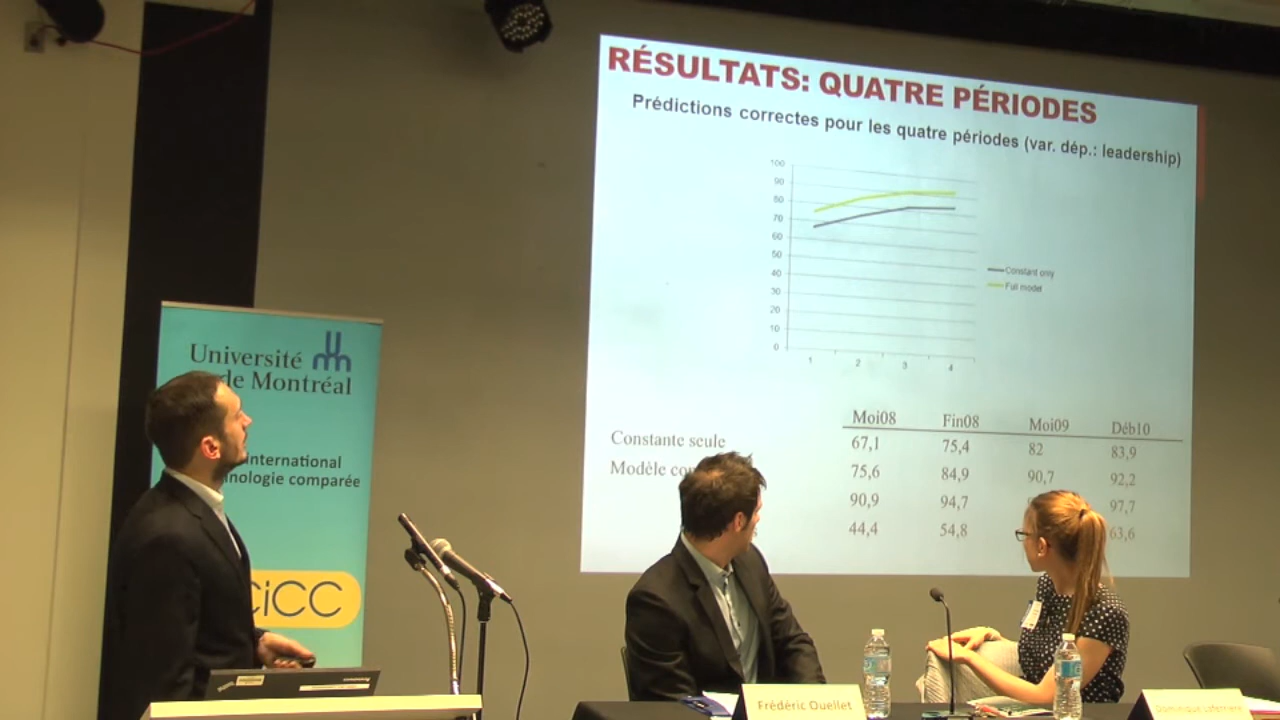 RÉSULTATS: QUATRE PÉRIODES
Prédictions correctes pour les quatre périodes (var. dép.: leadership)
100
90
80
70
60
50
40
30
20
10
0
1 2 3 4
Constant only
Full model
Moi08 Fin08 Moi09 Déb10
Constante seule 67,1 75,4 82 83,9
Modèle 75,6 84,9 90,7 92,2
90,9 94,7 97,7
44,4 54,8 63,6
Université
de Montréal
international
nologie comparée
CiCC
Frédéric Ouellet
Dominique Laferrière